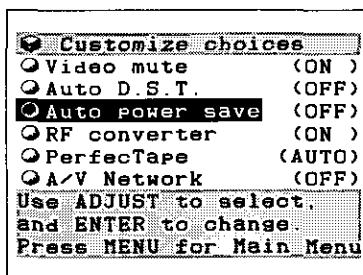 Customize choices
Video mute (ON )
Auto D.S.T. (OFF)
Auto power save (OFF)
RF converter (ON )
PerfecTape (AUTO)
A/V Network (OFF)
Use ADJUST to select,
and ENTER to change.
Press MENU for Main Menu